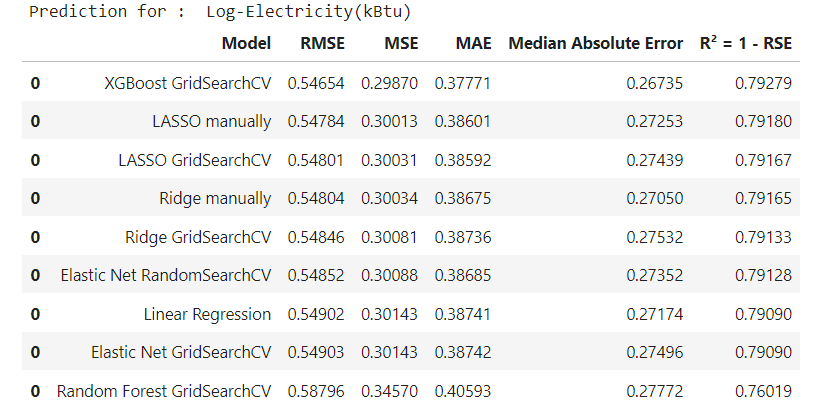 Prediction for :  Log-Electricity(kBtu)
Model RMSE MSE MAE Median Absolute Error R² = 1 - RSE
0 XGBoost GridSearchCV 0.54654 0.29870 0.37771 0.26735 0.79279
0 LASSO manually 0.54784 0.30013 0.38601 0.27253 0.79180
0 LASSO GridSearchCV 0.54801 0.30031 0.38592 0.27439 0.79167
0 Ridge manually 0.54804 0.30034 0.38675 0.27050 0.79165
0 Ridge GridSearchCV 0.54846 0.30081 0.38736 0.27532 0.79133
0 Elastic Net RandomSearchCV 0.54852 0.30088 0.38685 0.27352 0.79128
0 Linear Regression 0.54902 0.30143 0.38741 0.27174 0.79090
0 Elastic Net GridSearchCV 0.54903 0.30143 0.38742 0.27496 0.79090
0 Random Forest GridSearchCV 0.58796 0.34570 0.40593 0.27772 0.76019